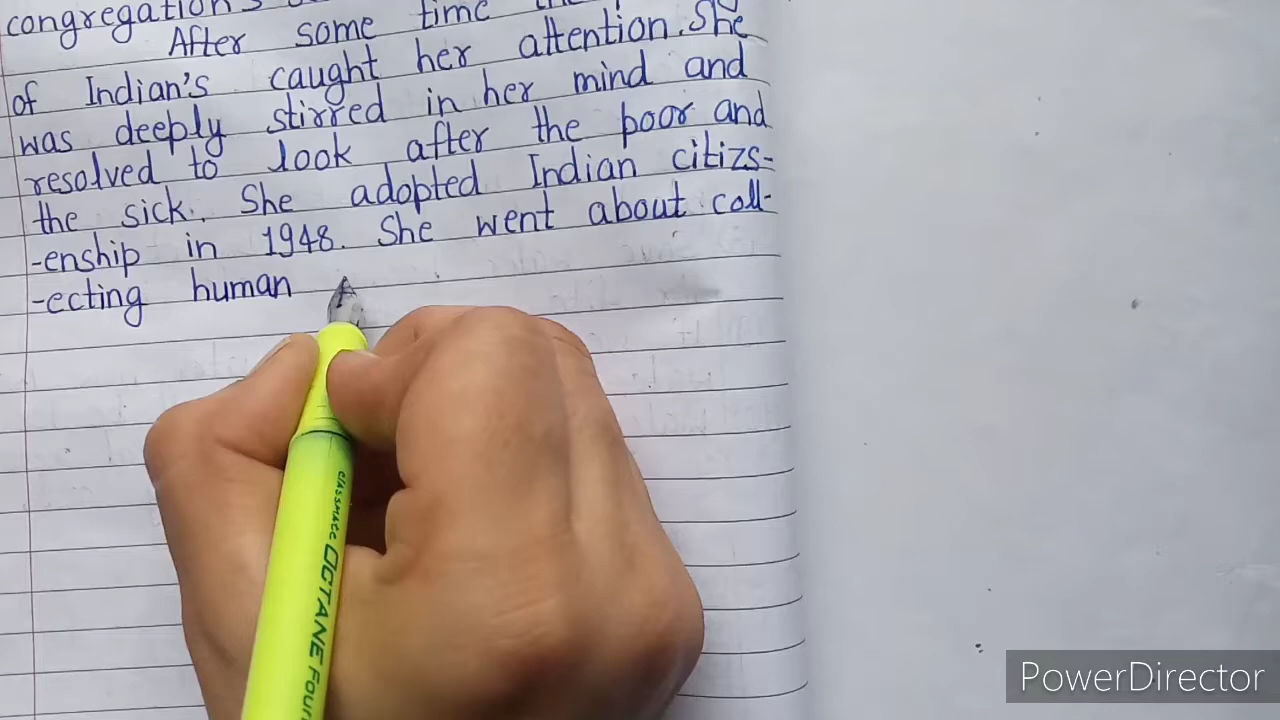 congregation's
After some time
of Indian's caught her attention. She
was deeply stirred in her mind and
resolved to look after the poor and
the sick. She adopted Indian citizs-
-enship in 1948. She went about coll-
-ecting human
classmate OCTANE FOUN
PowerDirector